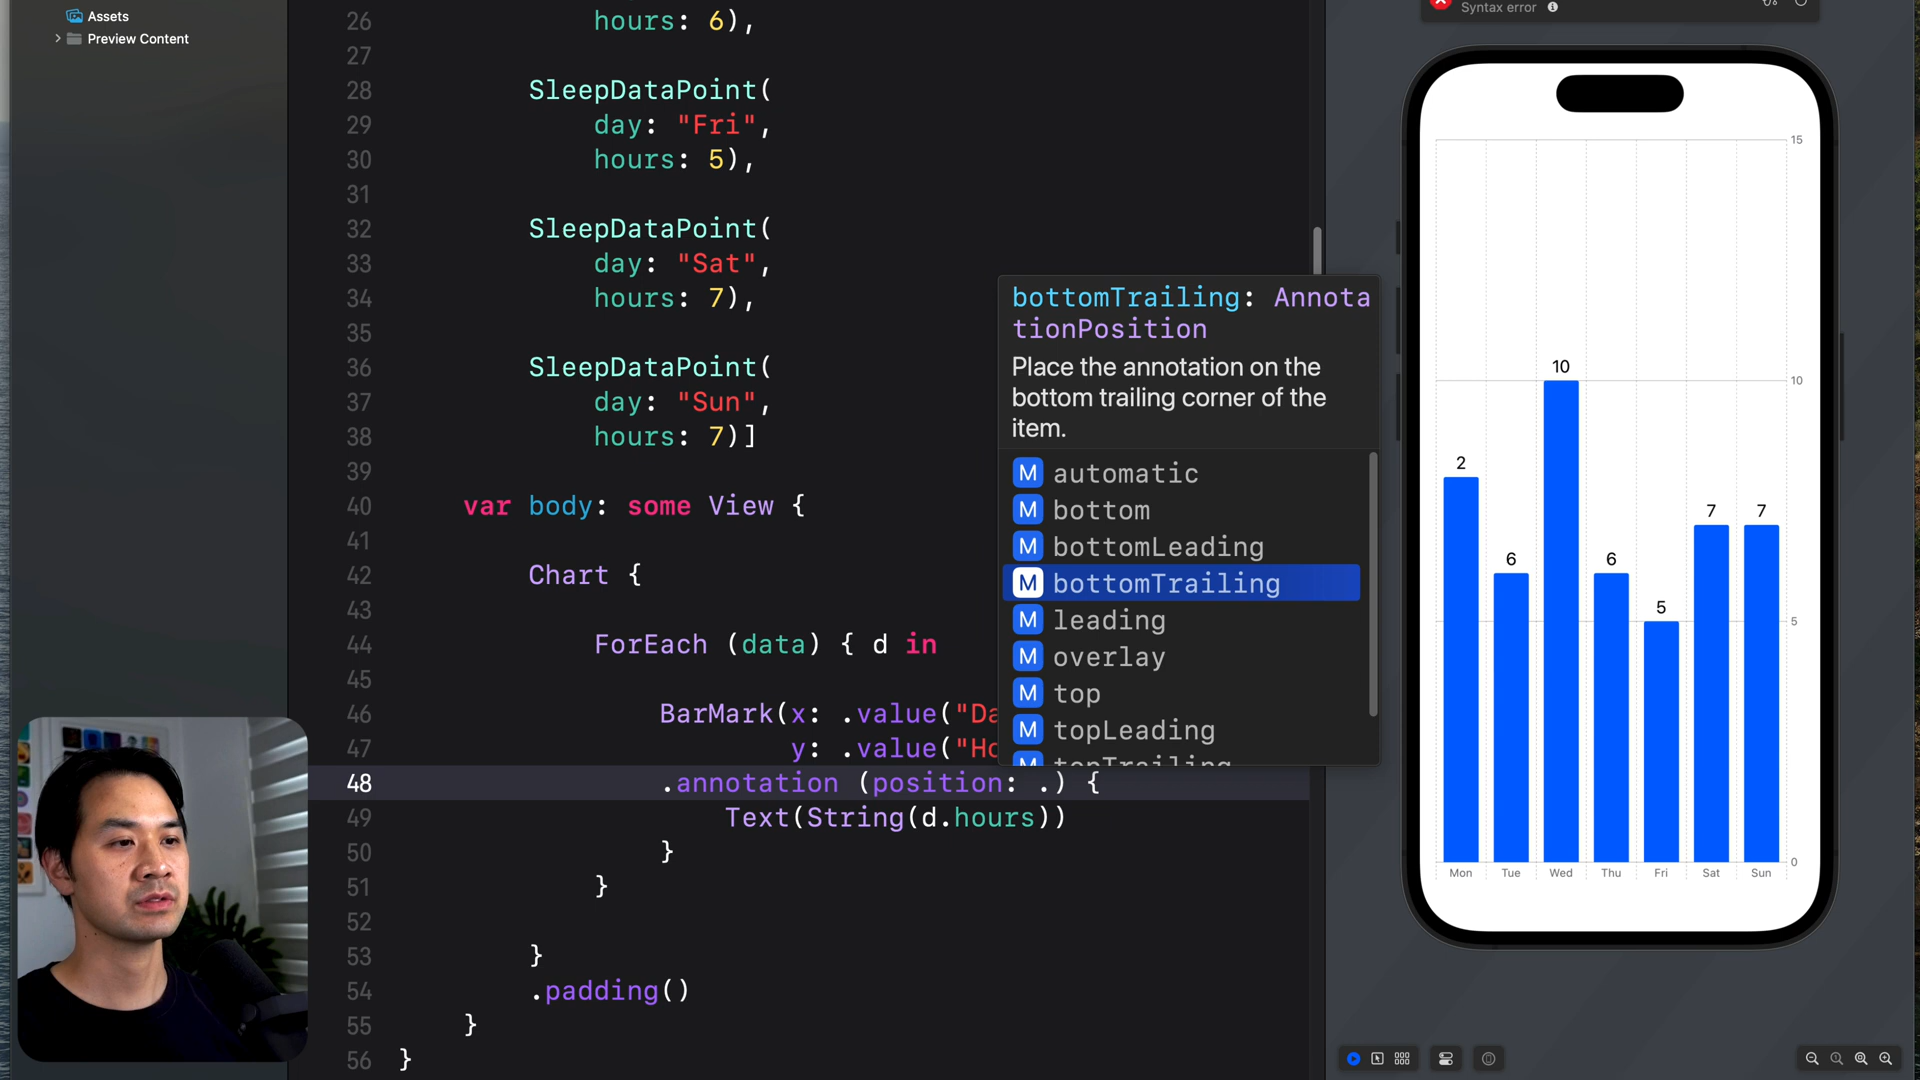 Assets
Preview Content
26 hours: 6),
27
28 SleepDataPoint(
29 day: "Fri",
30 hours: 5),
31
32 SleepDataPoint(
33 day: "Sat",
34 hours: 7),
35
36 SleepDataPoint(
37 day: "Sun",
38 hours: 7)]
39
40 var body: some View {
41
42 Chart {
43
44 ForEach (data) { d in
45
46 BarMark(x: .value("Da
47 y: .value("Ho
48 .annotation (position: .) {
49 Text(String(d.hours))
50 }
51 }
52
53 }
54 .padding()
55 }
56 }
bottomTrailing: Annota
tionPosition
Place the annotation on the
bottom trailing corner of the
item.
M automatic
M bottom
M bottomLeading
M bottomTrailing
M leading
M overlay
M top
M topLeading
M topTrailing
Syntax error
15
10
10
2
7 7
6 6
5
5
0
Mon Tue Wed Thu Fri Sat Sun